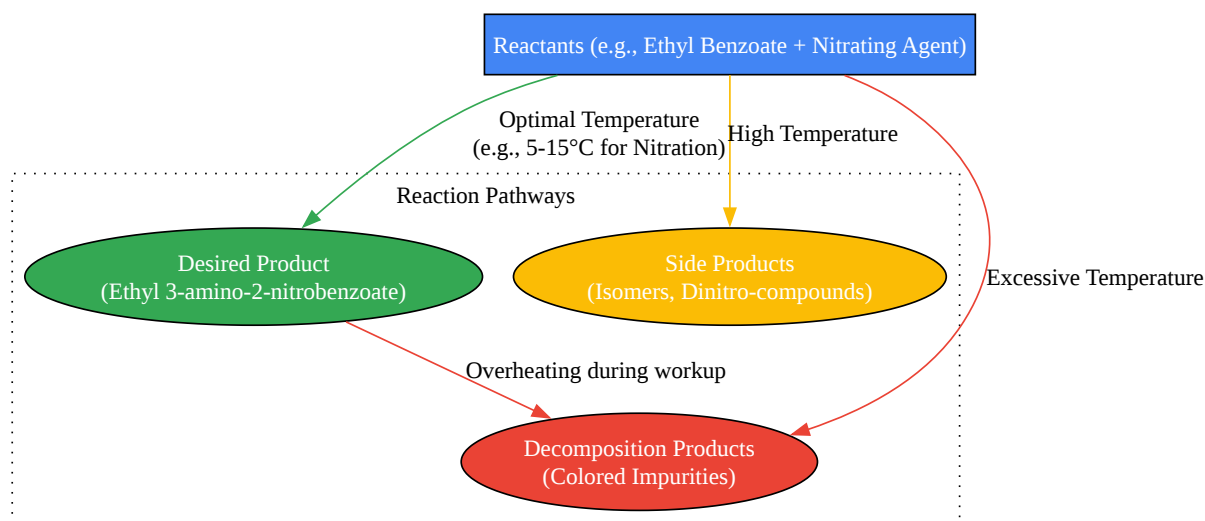 Reactants (e.g., Ethyl Benzoate + Nitrating Agent)
Optimal Temperature
(e.g., 5-15°C for Nitration)
High Temperature
Reaction Pathways
Desired Product
(Ethyl 3-amino-2-nitrobenzoate)
Side Products
(Isomers, Dinitro-compounds)
Excessive Temperature
Overheating during workup
Decomposition Products
(Colored Impurities)